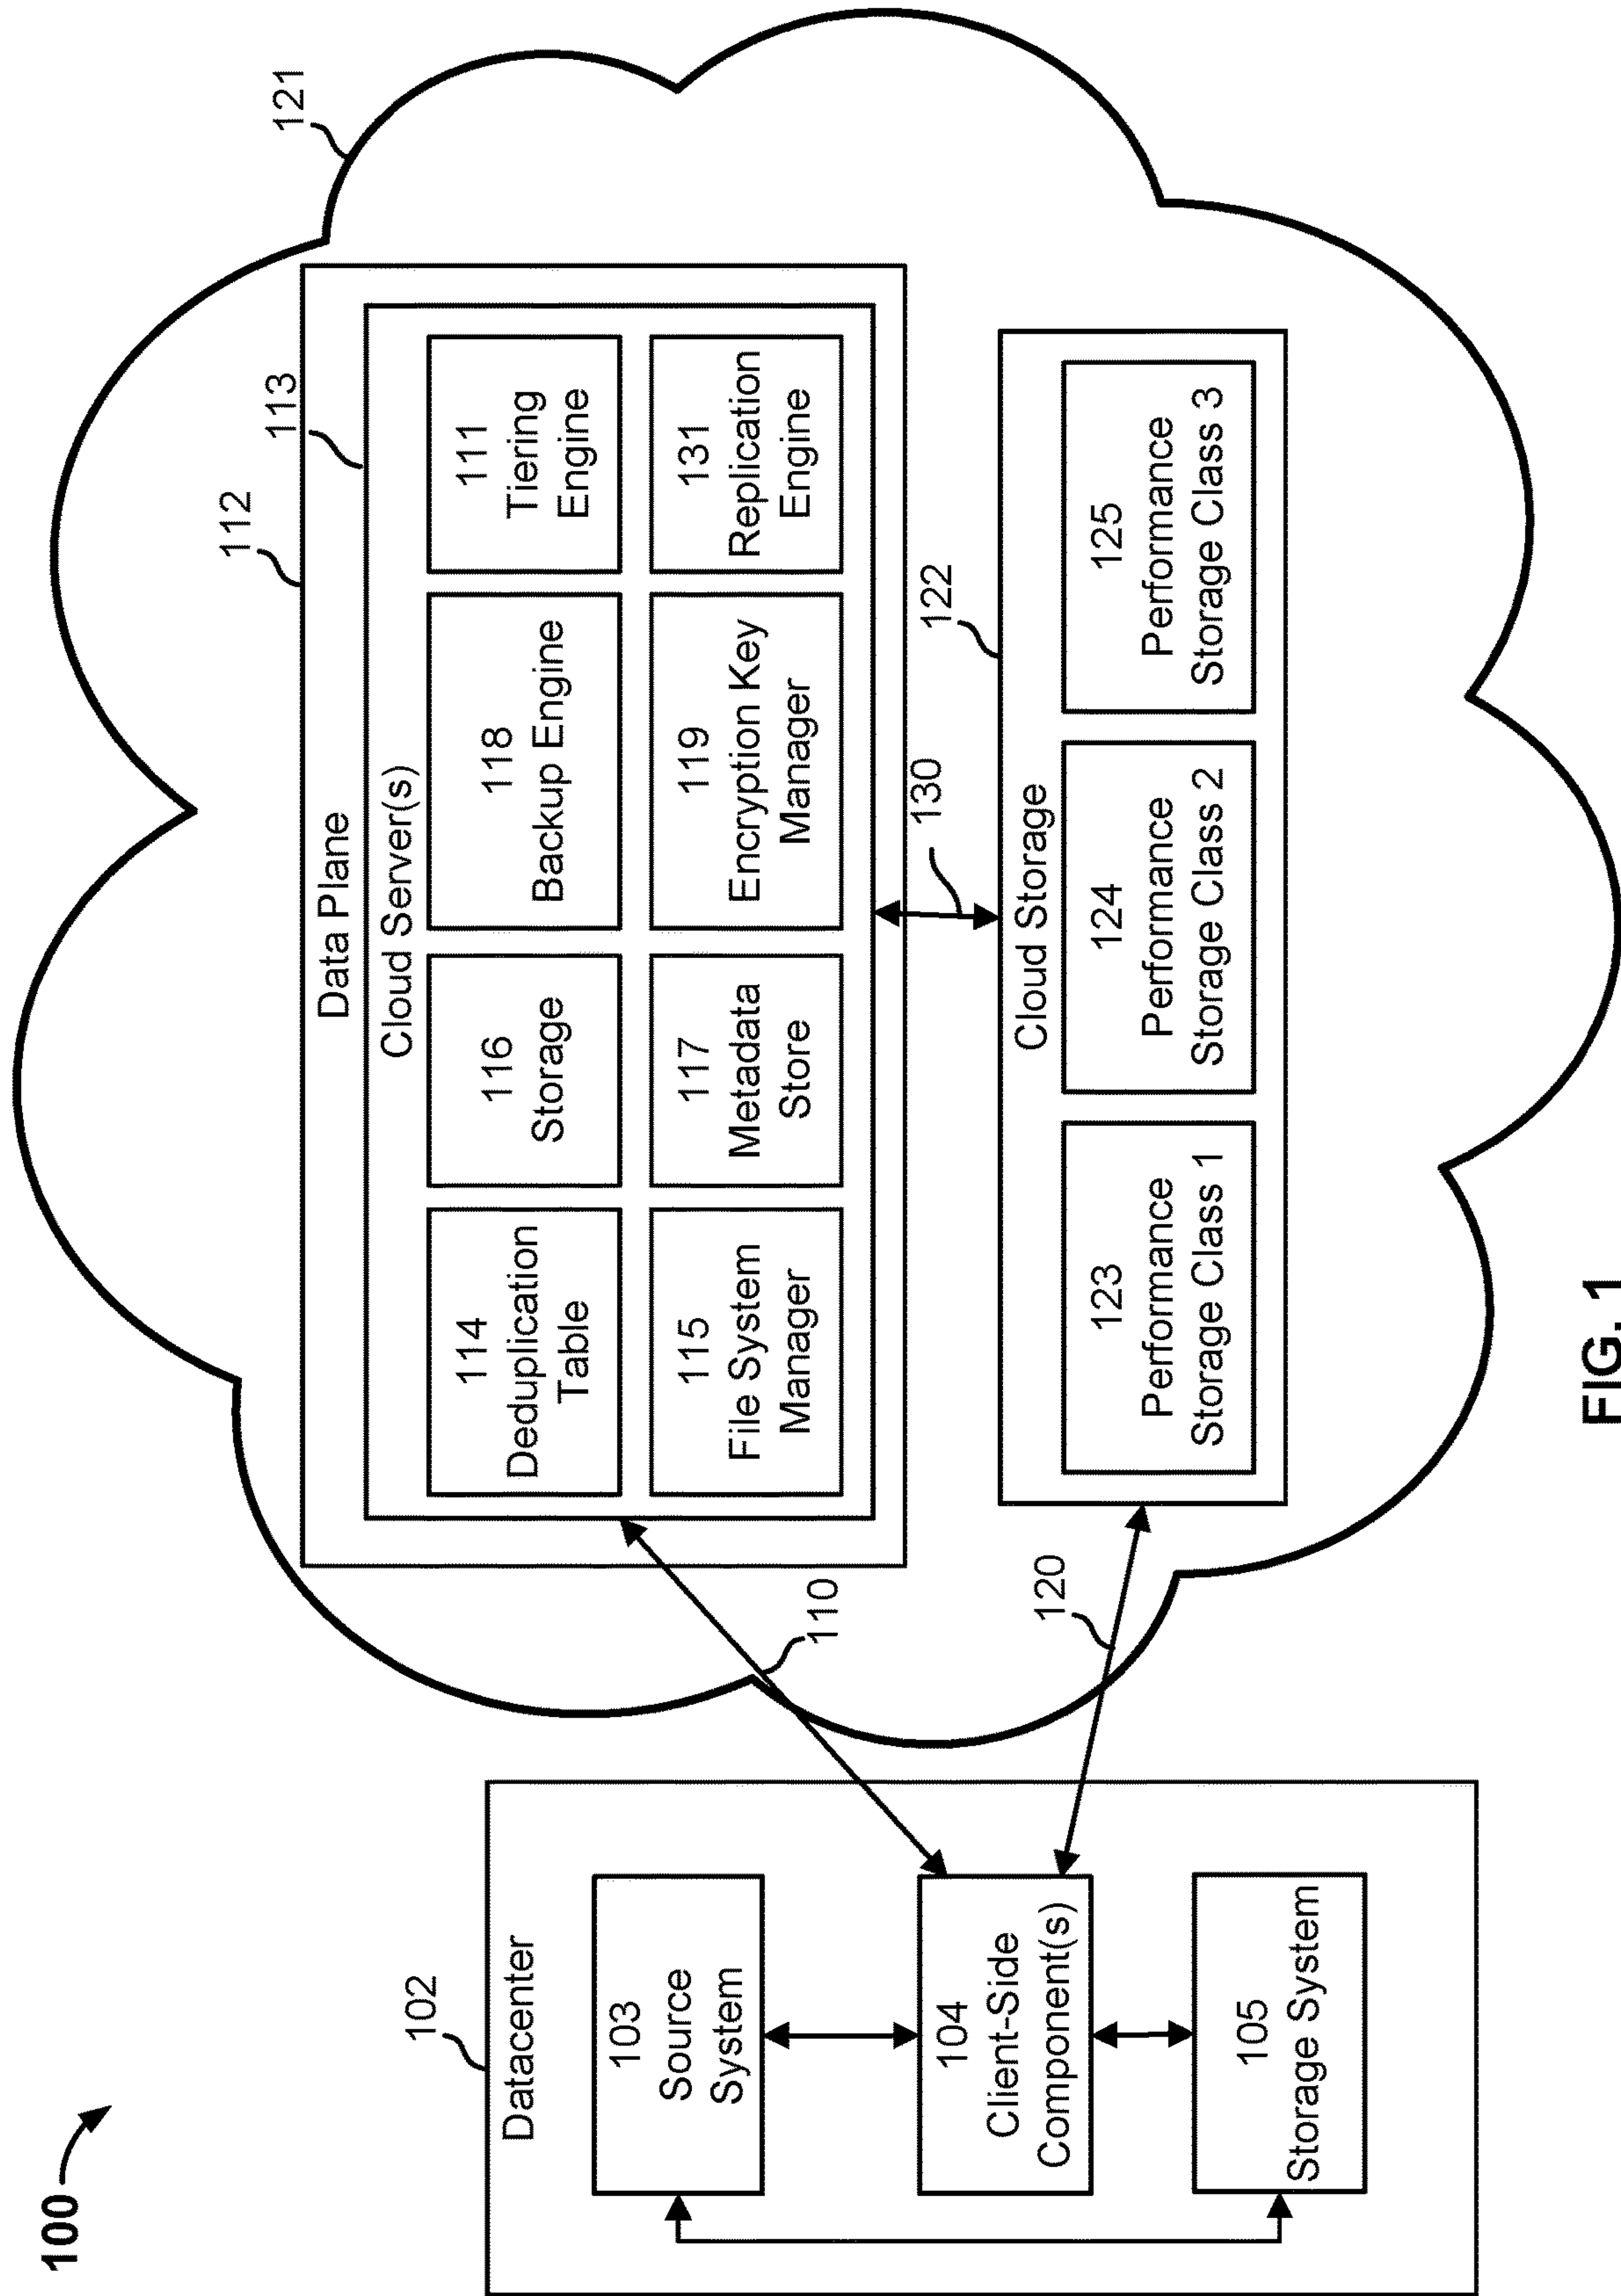 100
102
Datacenter
103
Source
System
104
Client-Side
Component(s)
105
Storage System
110
120
121
112
113
Data Plane
Cloud Server(s)
114
Deduplication
Table
116
Storage
118
Backup Engine
111
Tiering
Engine
115
File System
Manager
117
Metadata
Store
119
Encryption Key
Manager
131
Replication
Engine
130
122
Cloud Storage
123
Performance
Storage Class 1
124
Performance
Storage Class 2
125
Performance
Storage Class 3
FIG. 1